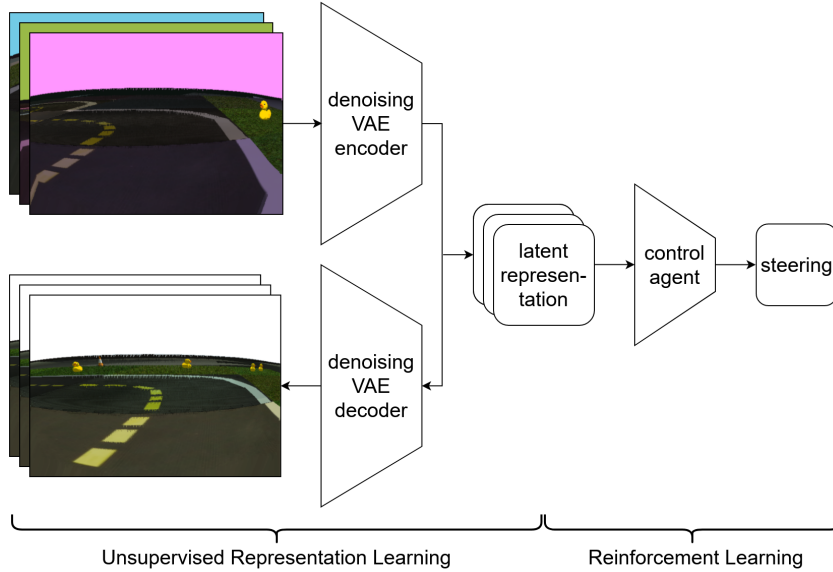 denoising
VAE
encoder
latent
represen-
tation
control
agent
steering
denoising
VAE
decoder
Unsupervised Representation Learning
Reinforcement Learning